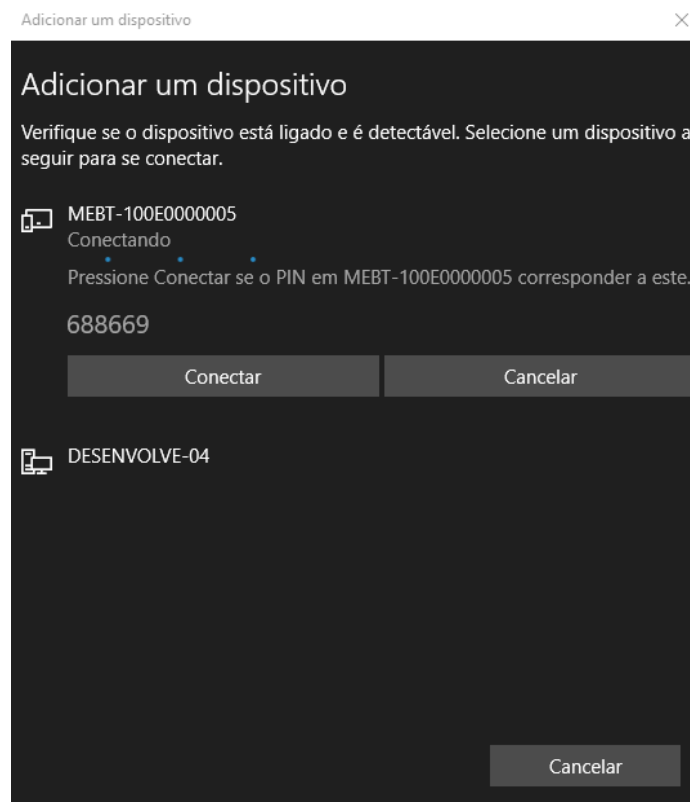 Adicionar um dispositivo
Adicionar um dispositivo
Verifique se o dispositivo está ligado e é detectável. Selecione um dispositivo a
seguir para se conectar.
MEBT-100E0000005
Conectando
Pressione Conectar se o PIN em MEBT-100E0000005 corresponder a este.
688669
Conectar Cancelar
DESENVOLVE-04
Cancelar